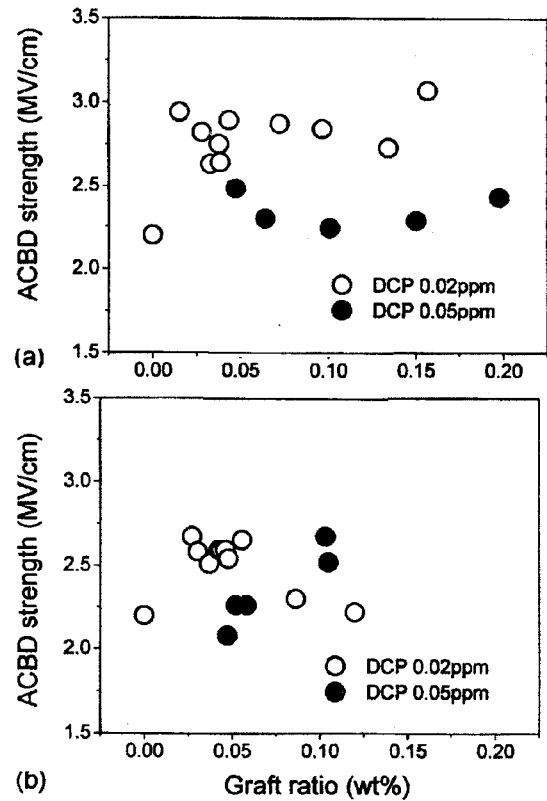 3.5
3.0
2.5
2.0
1.5
ACBD strength (MV/cm)
DCP 0.02ppm
DCP 0.05ppm
(a)
0.00 0.05 0.10 0.15 0.20
3.5
3.0
2.5
2.0
1.5
ACBD strength (MV/cm)
DCP 0.02ppm
DCP 0.05ppm
0.00 0.05 0.10 0.15 0.20
(b)
Graft ratio (wt%)